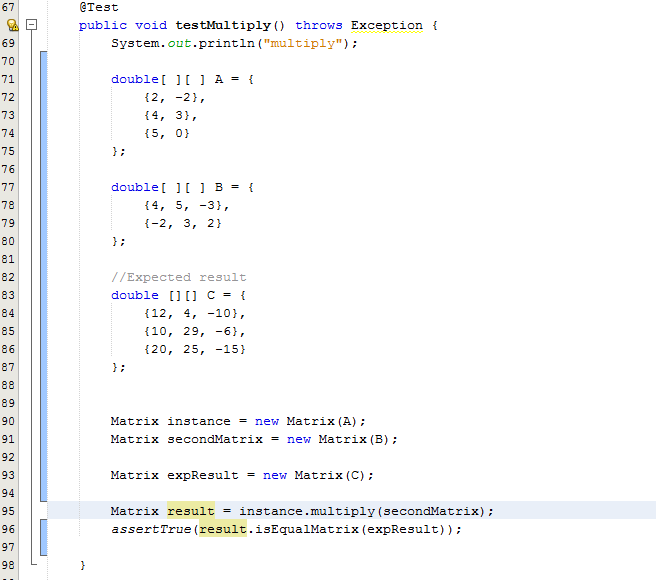 67 @Test
public void testMultiply() throws Exception {
69 System.out.println("multiply");
70
71 double[ ][ ] A = {
72 {2, -2},
73 {4, 3},
74 {5, 0}
75 };
76
77 double[ ][ ] B = {
78 {4, 5, -3},
79 {-2, 3, 2}
80 };
81
82 //Expected result
83 double [][] C = {
84 {12, 4, -10},
85 {10, 29, -6},
86 {20, 25, -15}
87 };
88
89
90 Matrix instance = new Matrix(A);
91 Matrix secondMatrix = new Matrix(B);
92
93 Matrix expResult = new Matrix(C);
94
95 Matrix result = instance.multiply(secondMatrix);
96 assertTrue(result.isEqualMatrix(expResult));
97
98 }